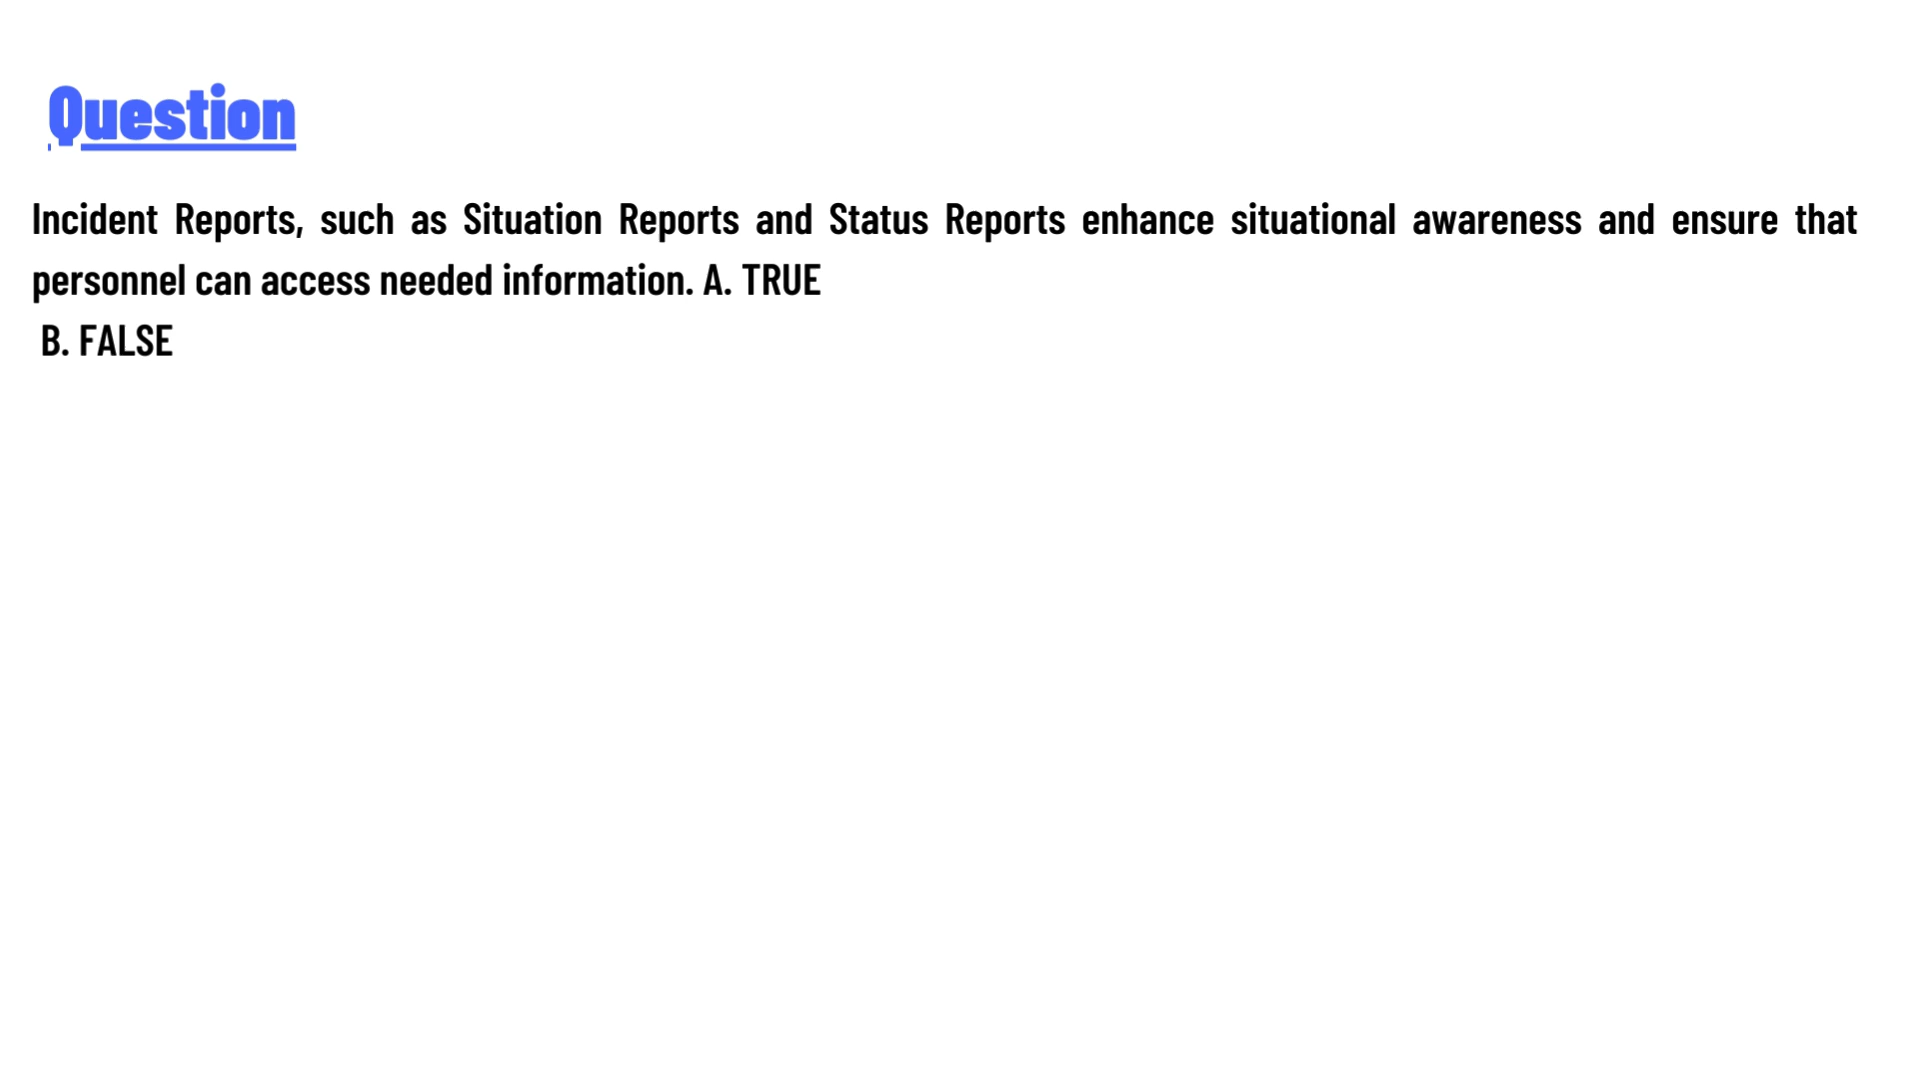 Question
Incident Reports, such as Situation Reports and Status Reports enhance situational awareness and ensure that
personnel can access needed information. A. TRUE
B. FALSE